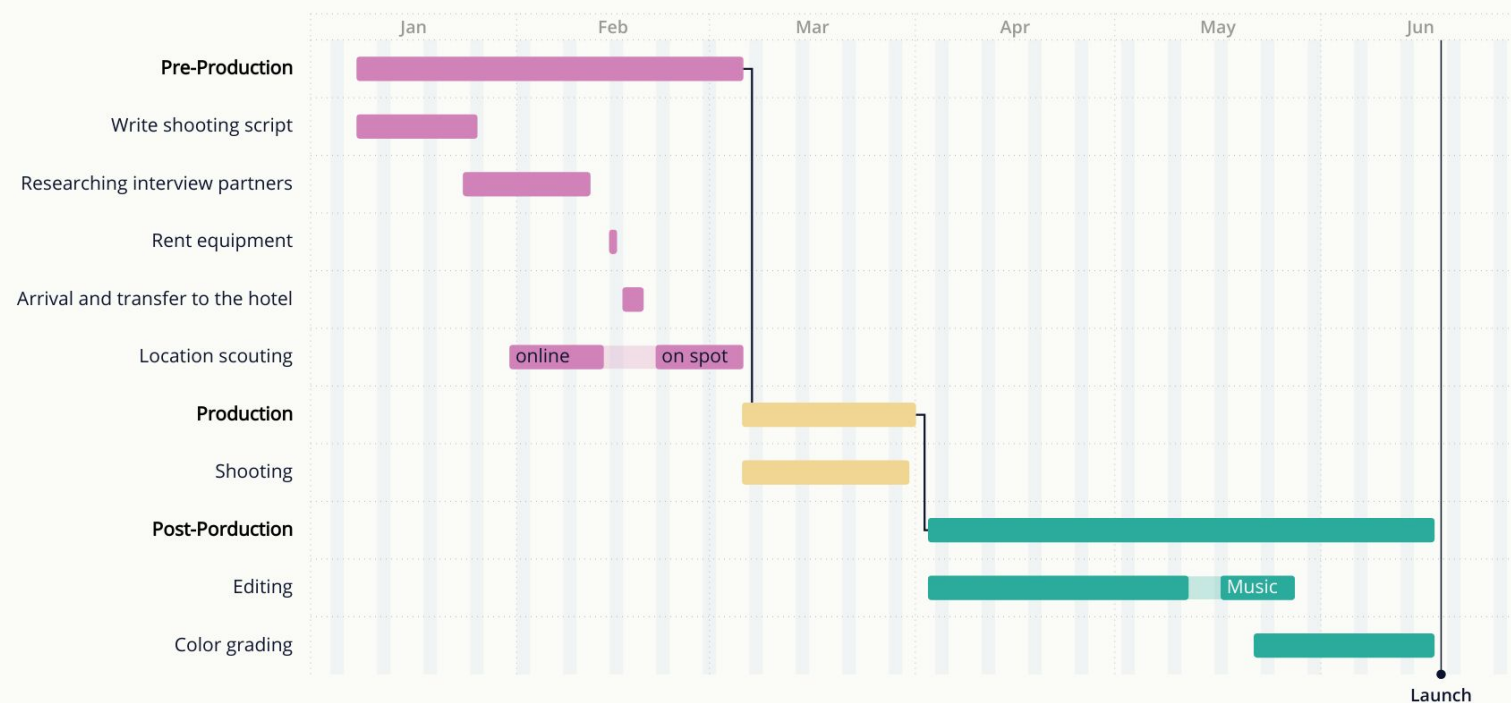 Jan Feb Mar Apr May Jun
Pre-Production
Write shooting script
Researching interview partners
Rent equipment
Arrival and transfer to the hotel
Location scouting online on spot
Production
Shooting
Post-Porduction
Editing Music
Color grading
Launch